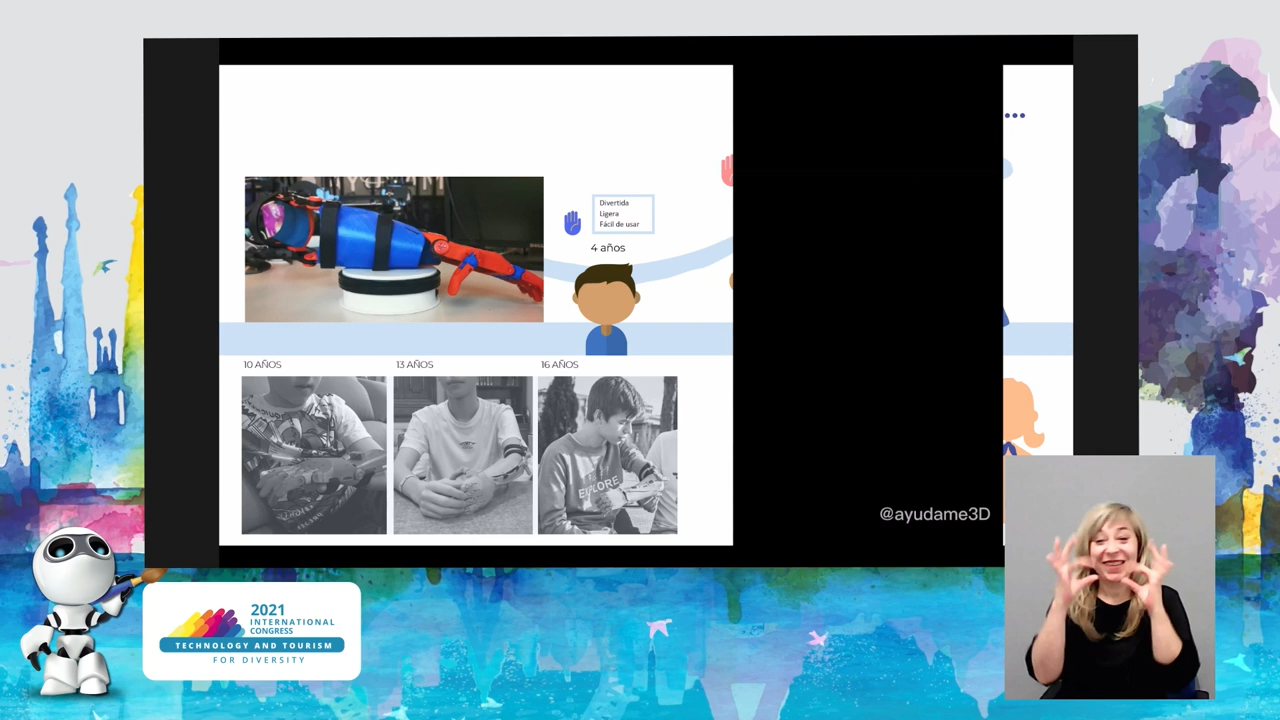 Divertida
Ligera
Fácil de usar
4 años
10 AÑOS
13 AÑOS
16 AÑOS
EXPLORE
@ayudame3D
2021
INTERNATIONAL
CONGRESS
TECHNOLOGY AND TOURISM
FOR DIVERSITY